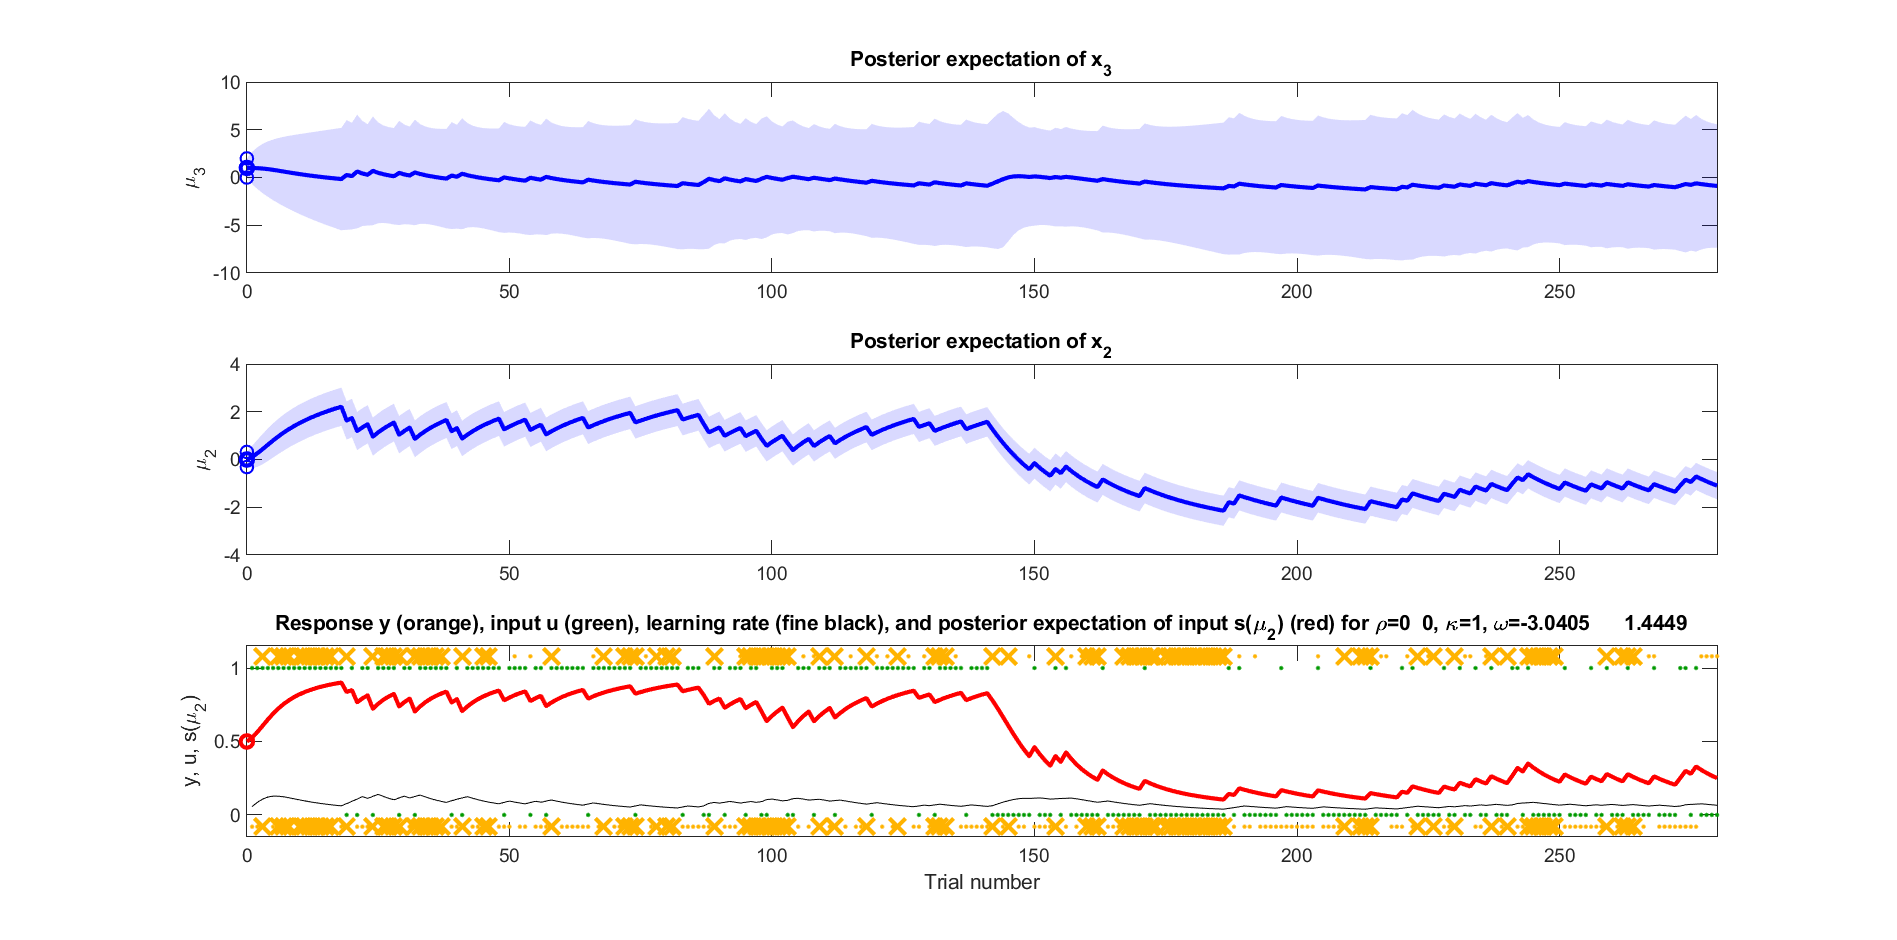 Posterior expectation of x3
10
5
0
-5
-10
μ3
0 50 100 150 200 250
Posterior expectation of x2
4
2
0
-2
-4
μ2
0 50 100 150 200 250
Response y (orange), input u (green), learning rate (fine black), and posterior expectation of input s(μ2) (red) for ρ=0 0, κ=1, ω=-3.0405 1.4449
1
0.5
0
y, u, s(μ2)
0 50 100 150 200 250
Trial number